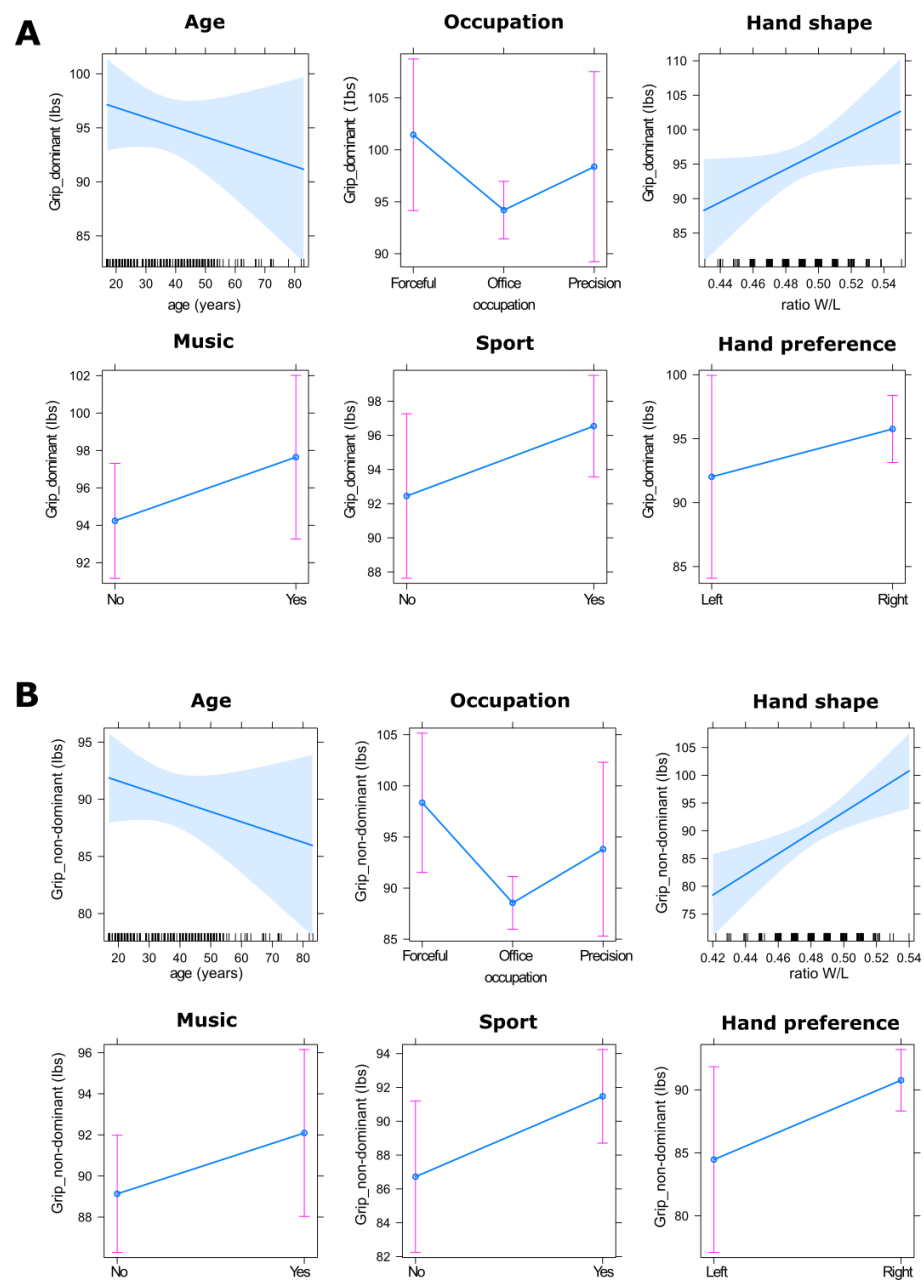 A
Age
Occupation
Hand shape
Grip_dominant (lbs)
100
95
90
85
20 30 40 50 60 70 80
age (years)
Grip_dominant (lbs)
105
100
95
90
Forceful Office Precision
occupation
Grip_dominant (lbs)
110
105
100
95
90
85
0.44 0.46 0.48 0.50 0.52 0.54
ratio W/L
Music
Sport
Hand preference
Grip_dominant (lbs)
102
100
98
96
94
92
No Yes
Grip_dominant (lbs)
98
96
94
92
90
88
No Yes
Grip_dominant (lbs)
100
95
90
85
Left Right
B
Age
Occupation
Hand shape
Grip_non-dominant (lbs)
95
90
85
80
20 30 40 50 60 70 80
age (years)
Grip_non-dominant (lbs)
105
100
95
90
85
Forceful Office Precision
occupation
Grip_non-dominant (lbs)
105
100
95
90
85
80
75
0.42 0.44 0.46 0.48 0.50 0.52 0.54
ratio W/L
Music
Sport
Hand preference
Grip_non-dominant (lbs)
96
94
92
90
88
No Yes
Grip_non-dominant (lbs)
94
92
90
88
86
84
82
No Yes
Grip_non-dominant (lbs)
90
85
80
Left Right